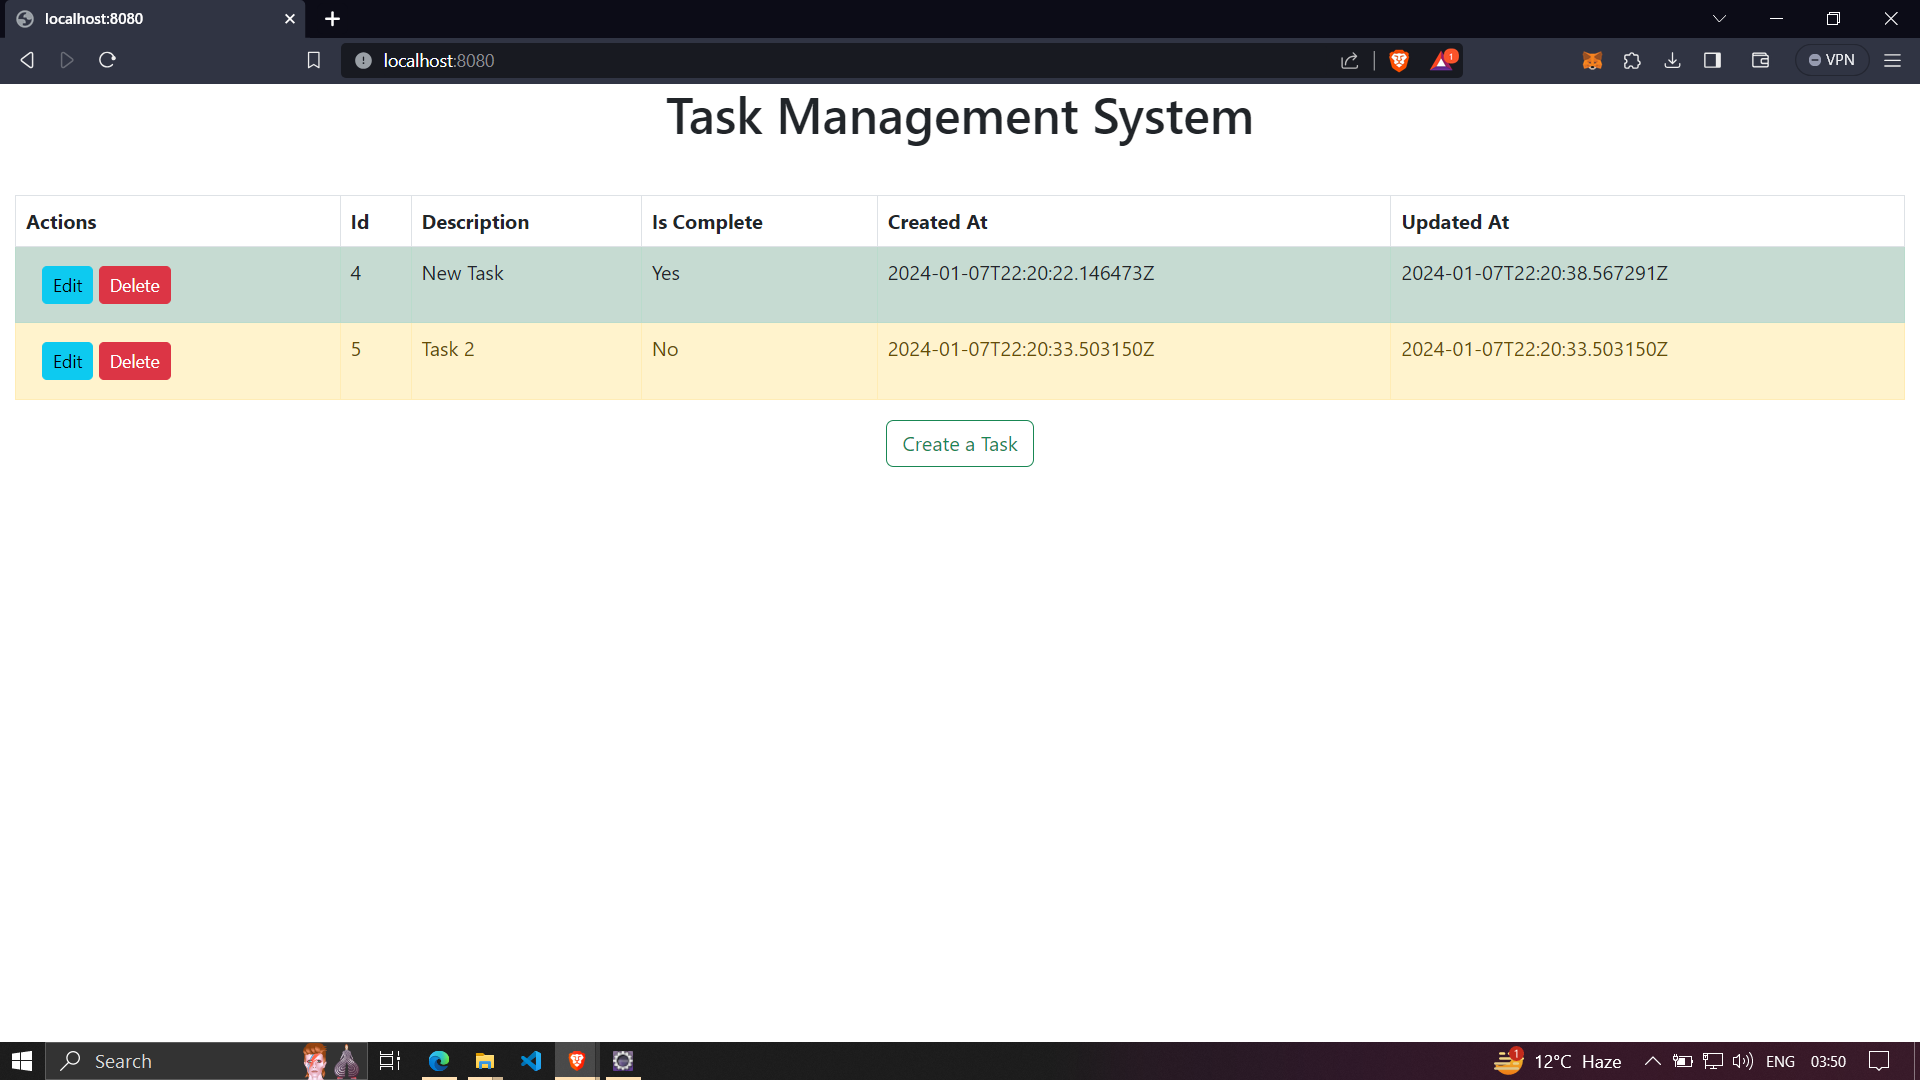 localhost:8080
localhost:8080
1
VPN
Task Management System
Actions Id Description Is Complete Created At Updated At
Edit Delete 4 New Task Yes 2024-01-07T22:20:22.146473Z 2024-01-07T22:20:38.567291Z
Edit Delete 5 Task 2 No 2024-01-07T22:20:33.503150Z 2024-01-07T22:20:33.503150Z
Create a Task
Search
1
12°C Haze
ENG
03:50